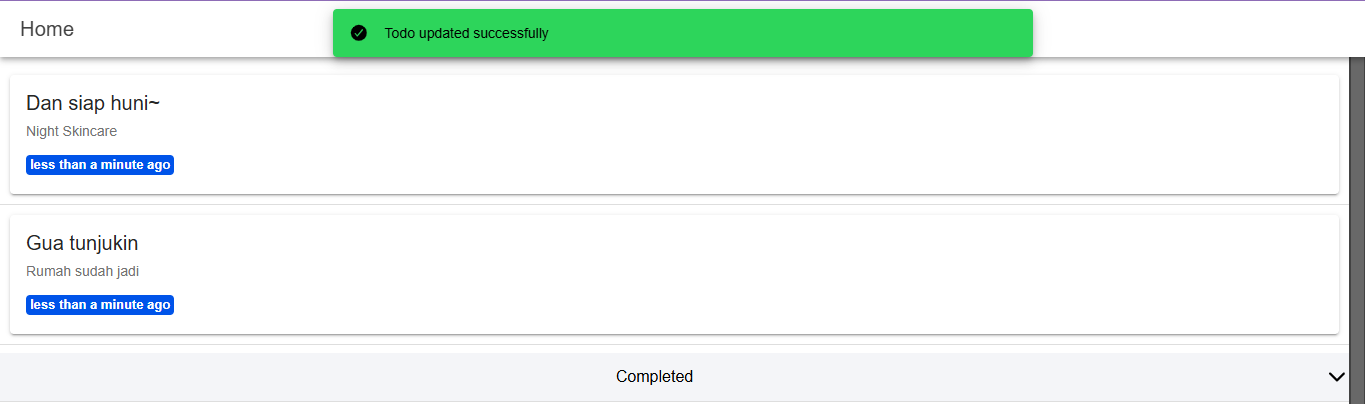 Home
Todo updated successfully
Dan siap huni~
Night Skincare
less than a minute ago
Gua tunjukin
Rumah sudah jadi
less than a minute ago
Completed